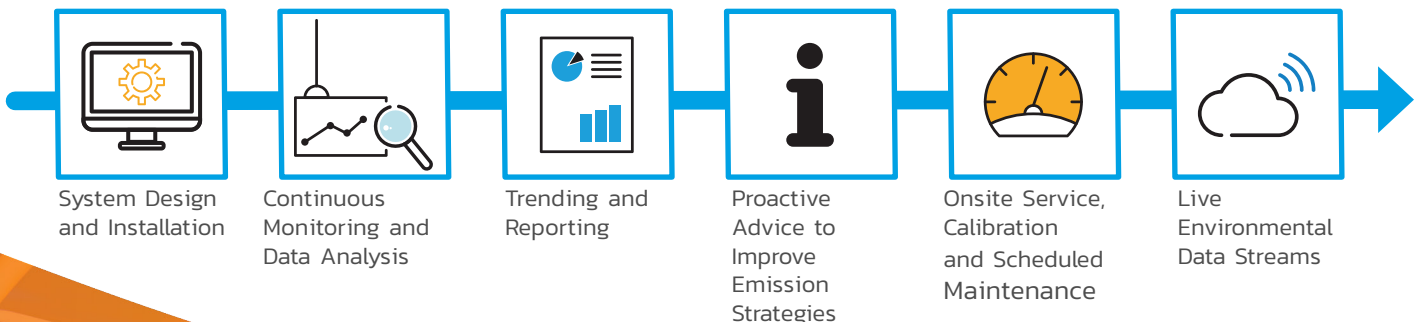 System Design
and Installation
Continuous
Monitoring and
Data Analysis
Trending and
Reporting
Proactive
Advice to
Improve
Emission
Strategies
Onsite Service,
Calibration
and Scheduled
Maintenance
Live
Environmental
Data Streams